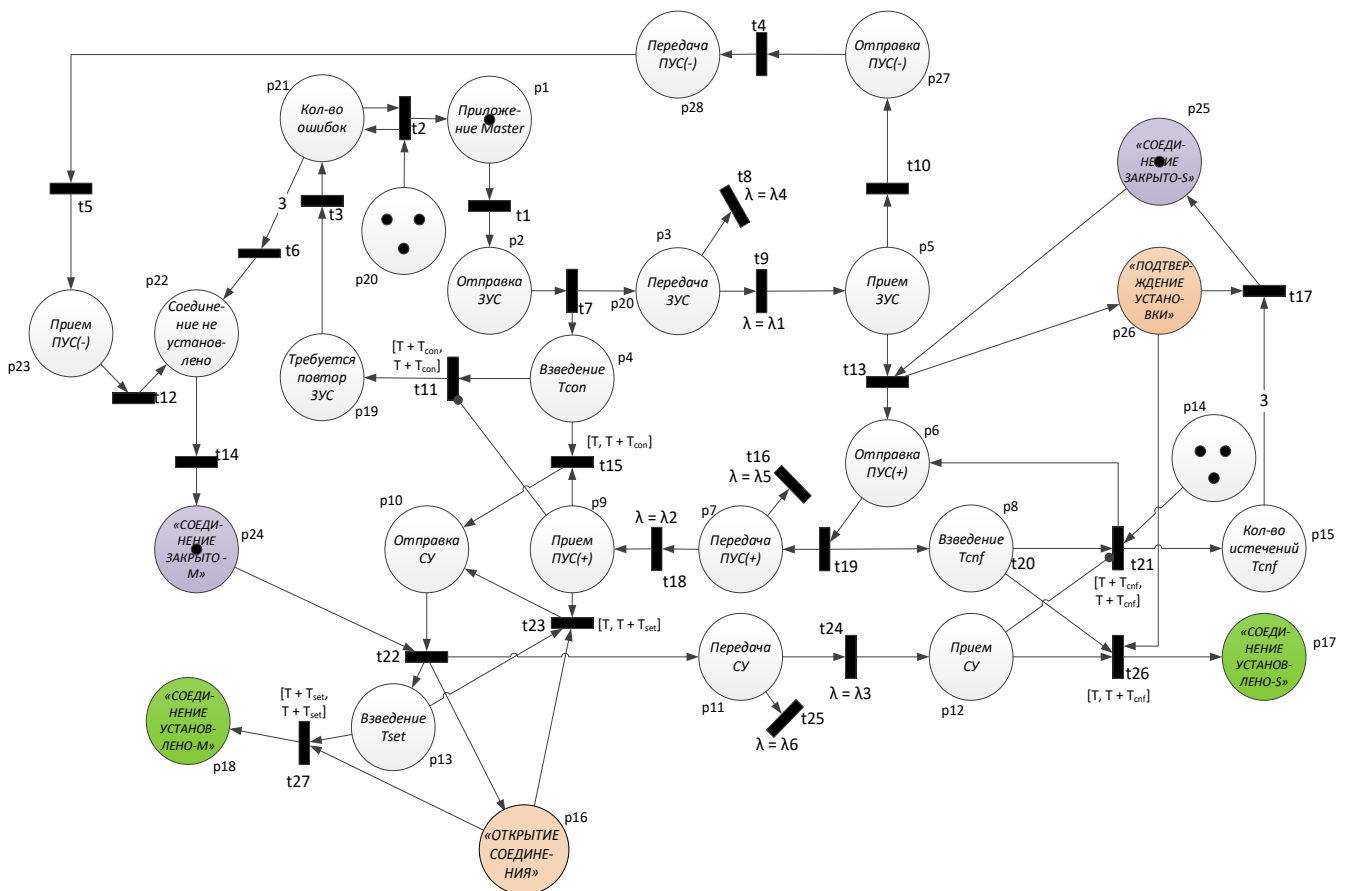 t4
Передача
ПУС(-)
p28
Отправка
ПУС(-)
p27
p21
Кол-во
ошибок
t2
p1
Приложе-
ние Master
p25
«СОЕДИ-
НЕНИЕ
ЗАКРЫТО-S»
t5
t3
3
t6
p20
t1
t8
λ = λ4
t10
p2
Отправка
ЗУС
t7
p3
Передача
ЗУС
p20
t9
λ = λ1
p5
Прием
ЗУС
«ПОДТВЕР-
ЖДЕНИЕ
УСТАНО-
ВКИ»
p26
t17
p22
Соедине-
ние не
установ-
лено
Прием
ПУС(-)
p23
t12
Требуется
повтор
ЗУС
p19
[T + Tcon,
T + Tcon]
t11
p4
Взведение
Tcon
t13
3
p14
[T, T + Tcon]
t15
p6
Отправка
ПУС(+)
t14
t16
λ = λ5
p10
Отправка
СУ
p9
Прием
ПУС(+)
λ = λ2
t18
p7
Передача
ПУС(+)
t19
p8
Взведение
Tcnf
t20
t21
[T + Tcnf,
T + Tcnf]
Кол-во
истечений
Tcnf
p15
«СОЕДИ-
НЕНИЕ
ЗАКРЫТО -
M»
p24
t23
[T, T + Tset]
t22
Передача
СУ
p11
t24
λ = λ3
t25
λ = λ6
Прием
СУ
p12
t26
[T, T + Tcnf]
«СОЕДИ-
НЕНИЕ
УСТАНОВ-
ЛЕНО-S»
p17
«СОЕДИ-
НЕНИЕ
УСТАНОВ-
ЛЕНО-M»
p18
[T + Tset,
T + Tset]
t27
Взведение
Tset
p13
p16
«ОТКРЫТИЕ
СОЕДИНЕ-
НИЯ»